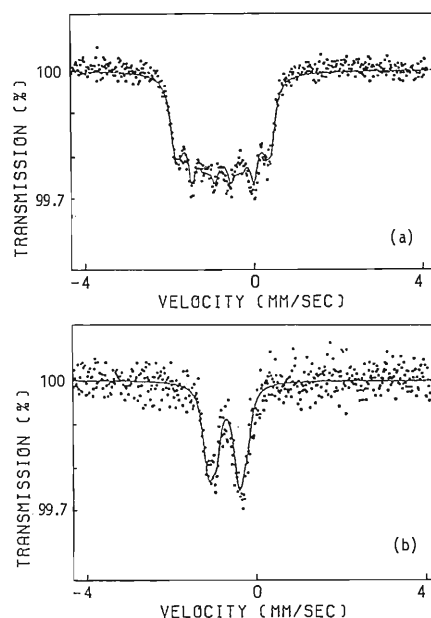 100
99.7
TRANSMISSION (%)
(a)
-4 0 4
VELOCITY (MM/SEC)
100
99.7
TRANSMISSION (%)
(b)
-4 0 4
VELOCITY (MM/SEC)